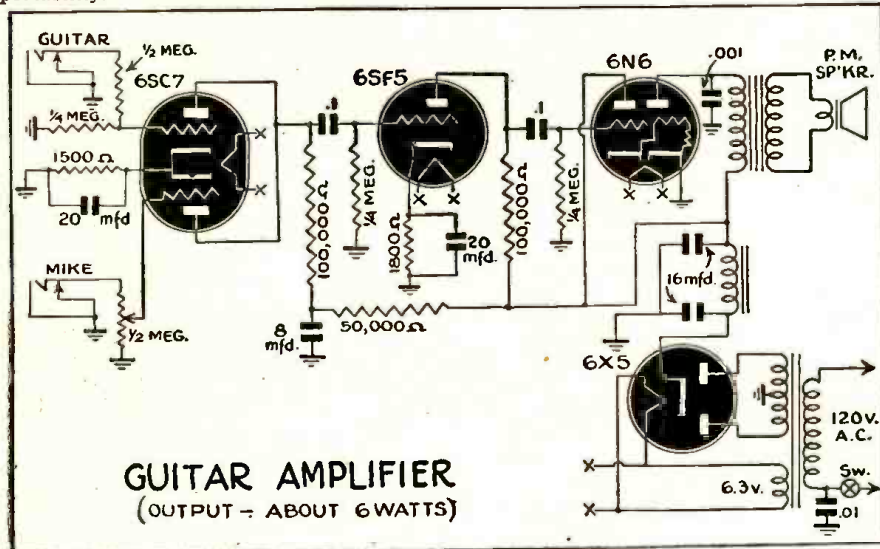 GUITAR
½ MEG.
6SC7
¼ MEG.
1500 Ω
20 mfd
MIKE
½ MEG.
.1
6SF5
100,000 Ω
¼ MEG.
1800 Ω
20
mfd.
8
mfd.
50,000 Ω
.1
100,000 Ω
¼ MEG.
6N6
.001
P.M.
SP'KR.
16 mfd.
6X5
120 V.
A.C.
Sw.
6.3 v.
.01
X
X
X
X
X
X
X
X
GUITAR AMPLIFIER
(OUTPUT - ABOUT 6 WATTS)